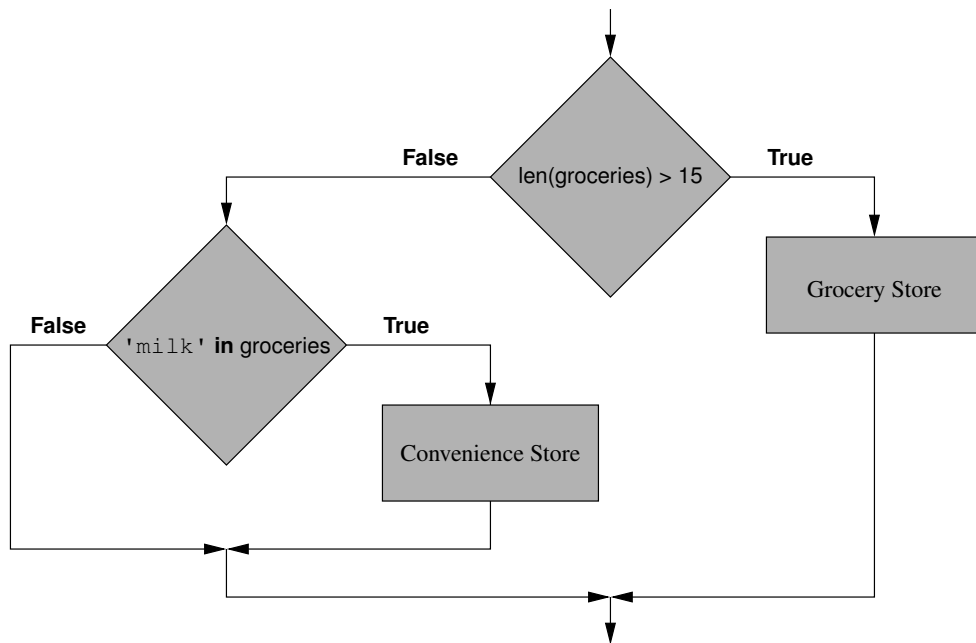 False
len(groceries) > 15
True
Grocery Store
False
'milk' in groceries
True
Convenience Store